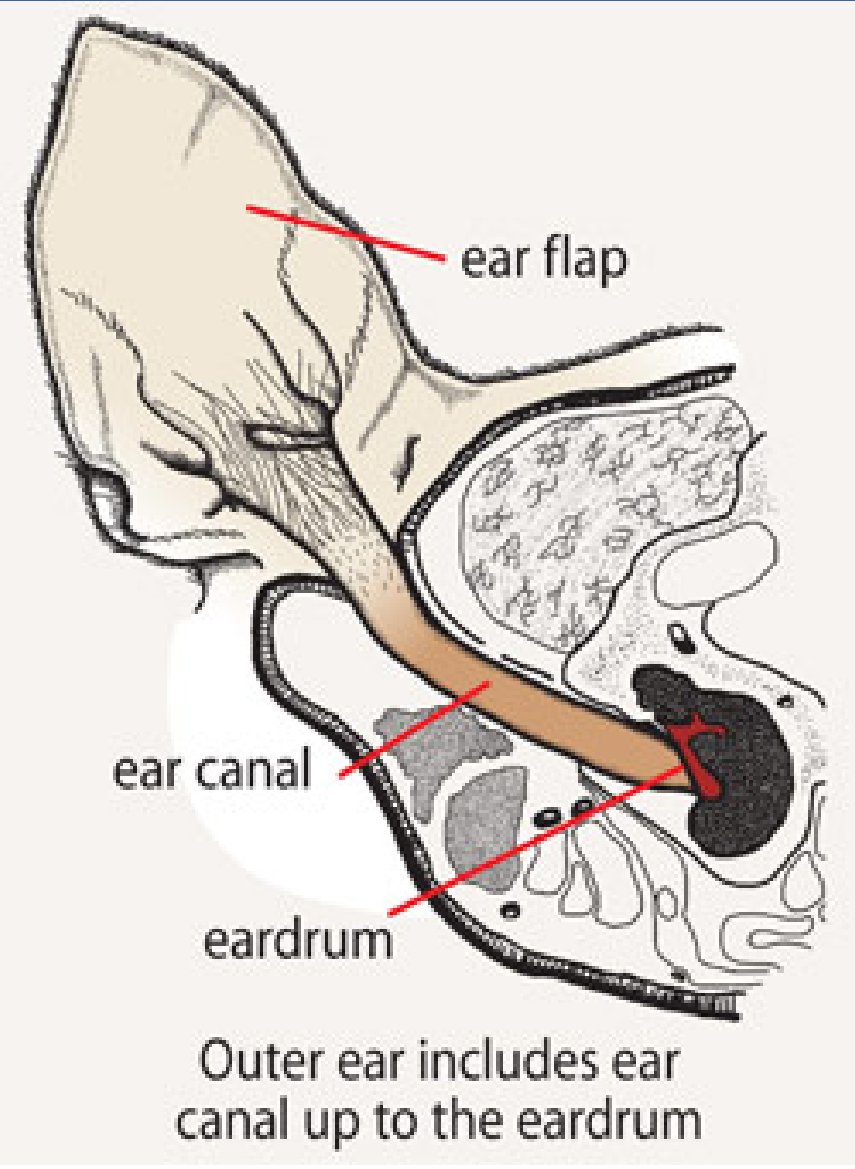 ear flap
ear canal
eardrum
Outer ear includes ear
canal up to the eardrum